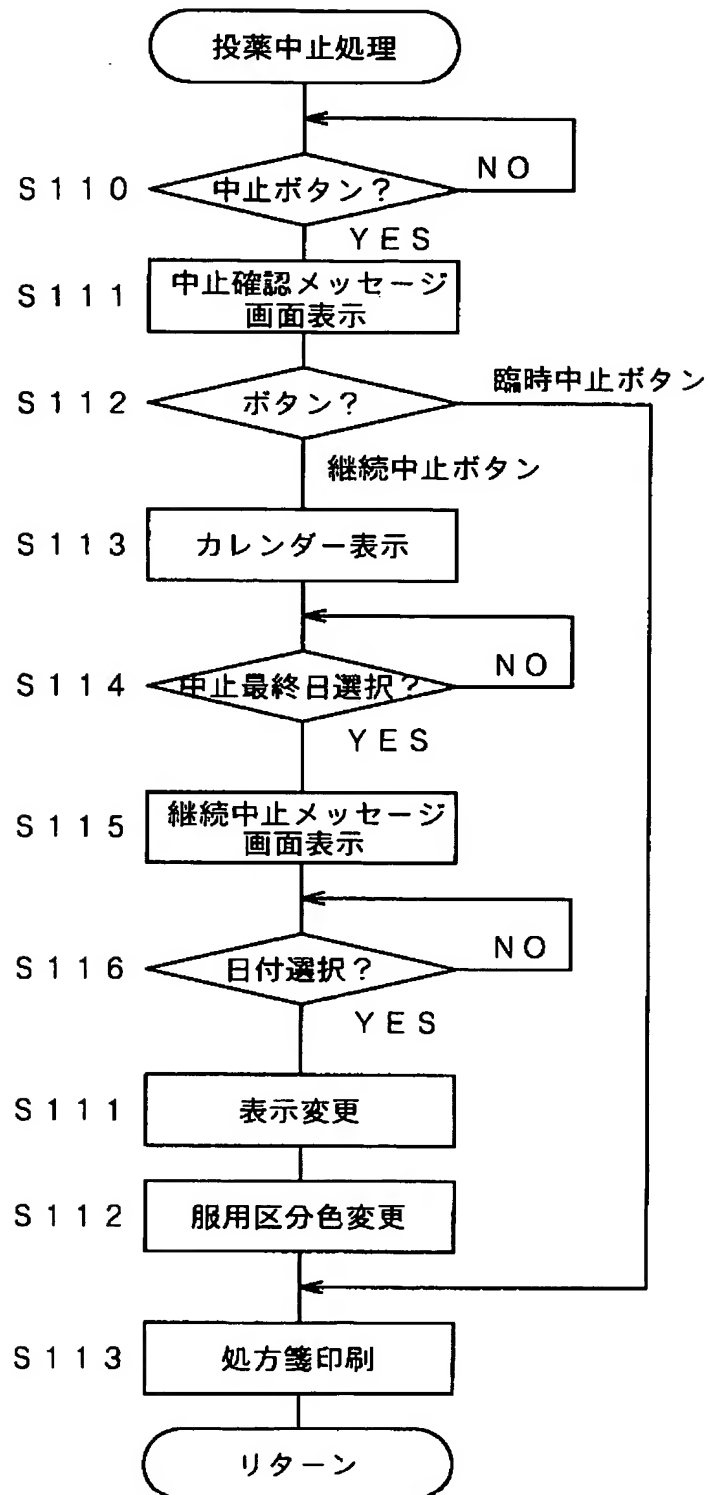 投薬中止処理
NO
S110
中止ボタン?
YES
S111
中止確認メッセージ
画面表示
臨時中止ボタン
S112
ボタン?
継続中止ボタン
S113
カレンダー表示
NO
S114
中止最終日選択?
YES
S115
継続中止メッセージ
画面表示
NO
S116
日付選択?
YES
S111
表示変更
S112
服用区分色変更
S113
処方箋印刷
リターン